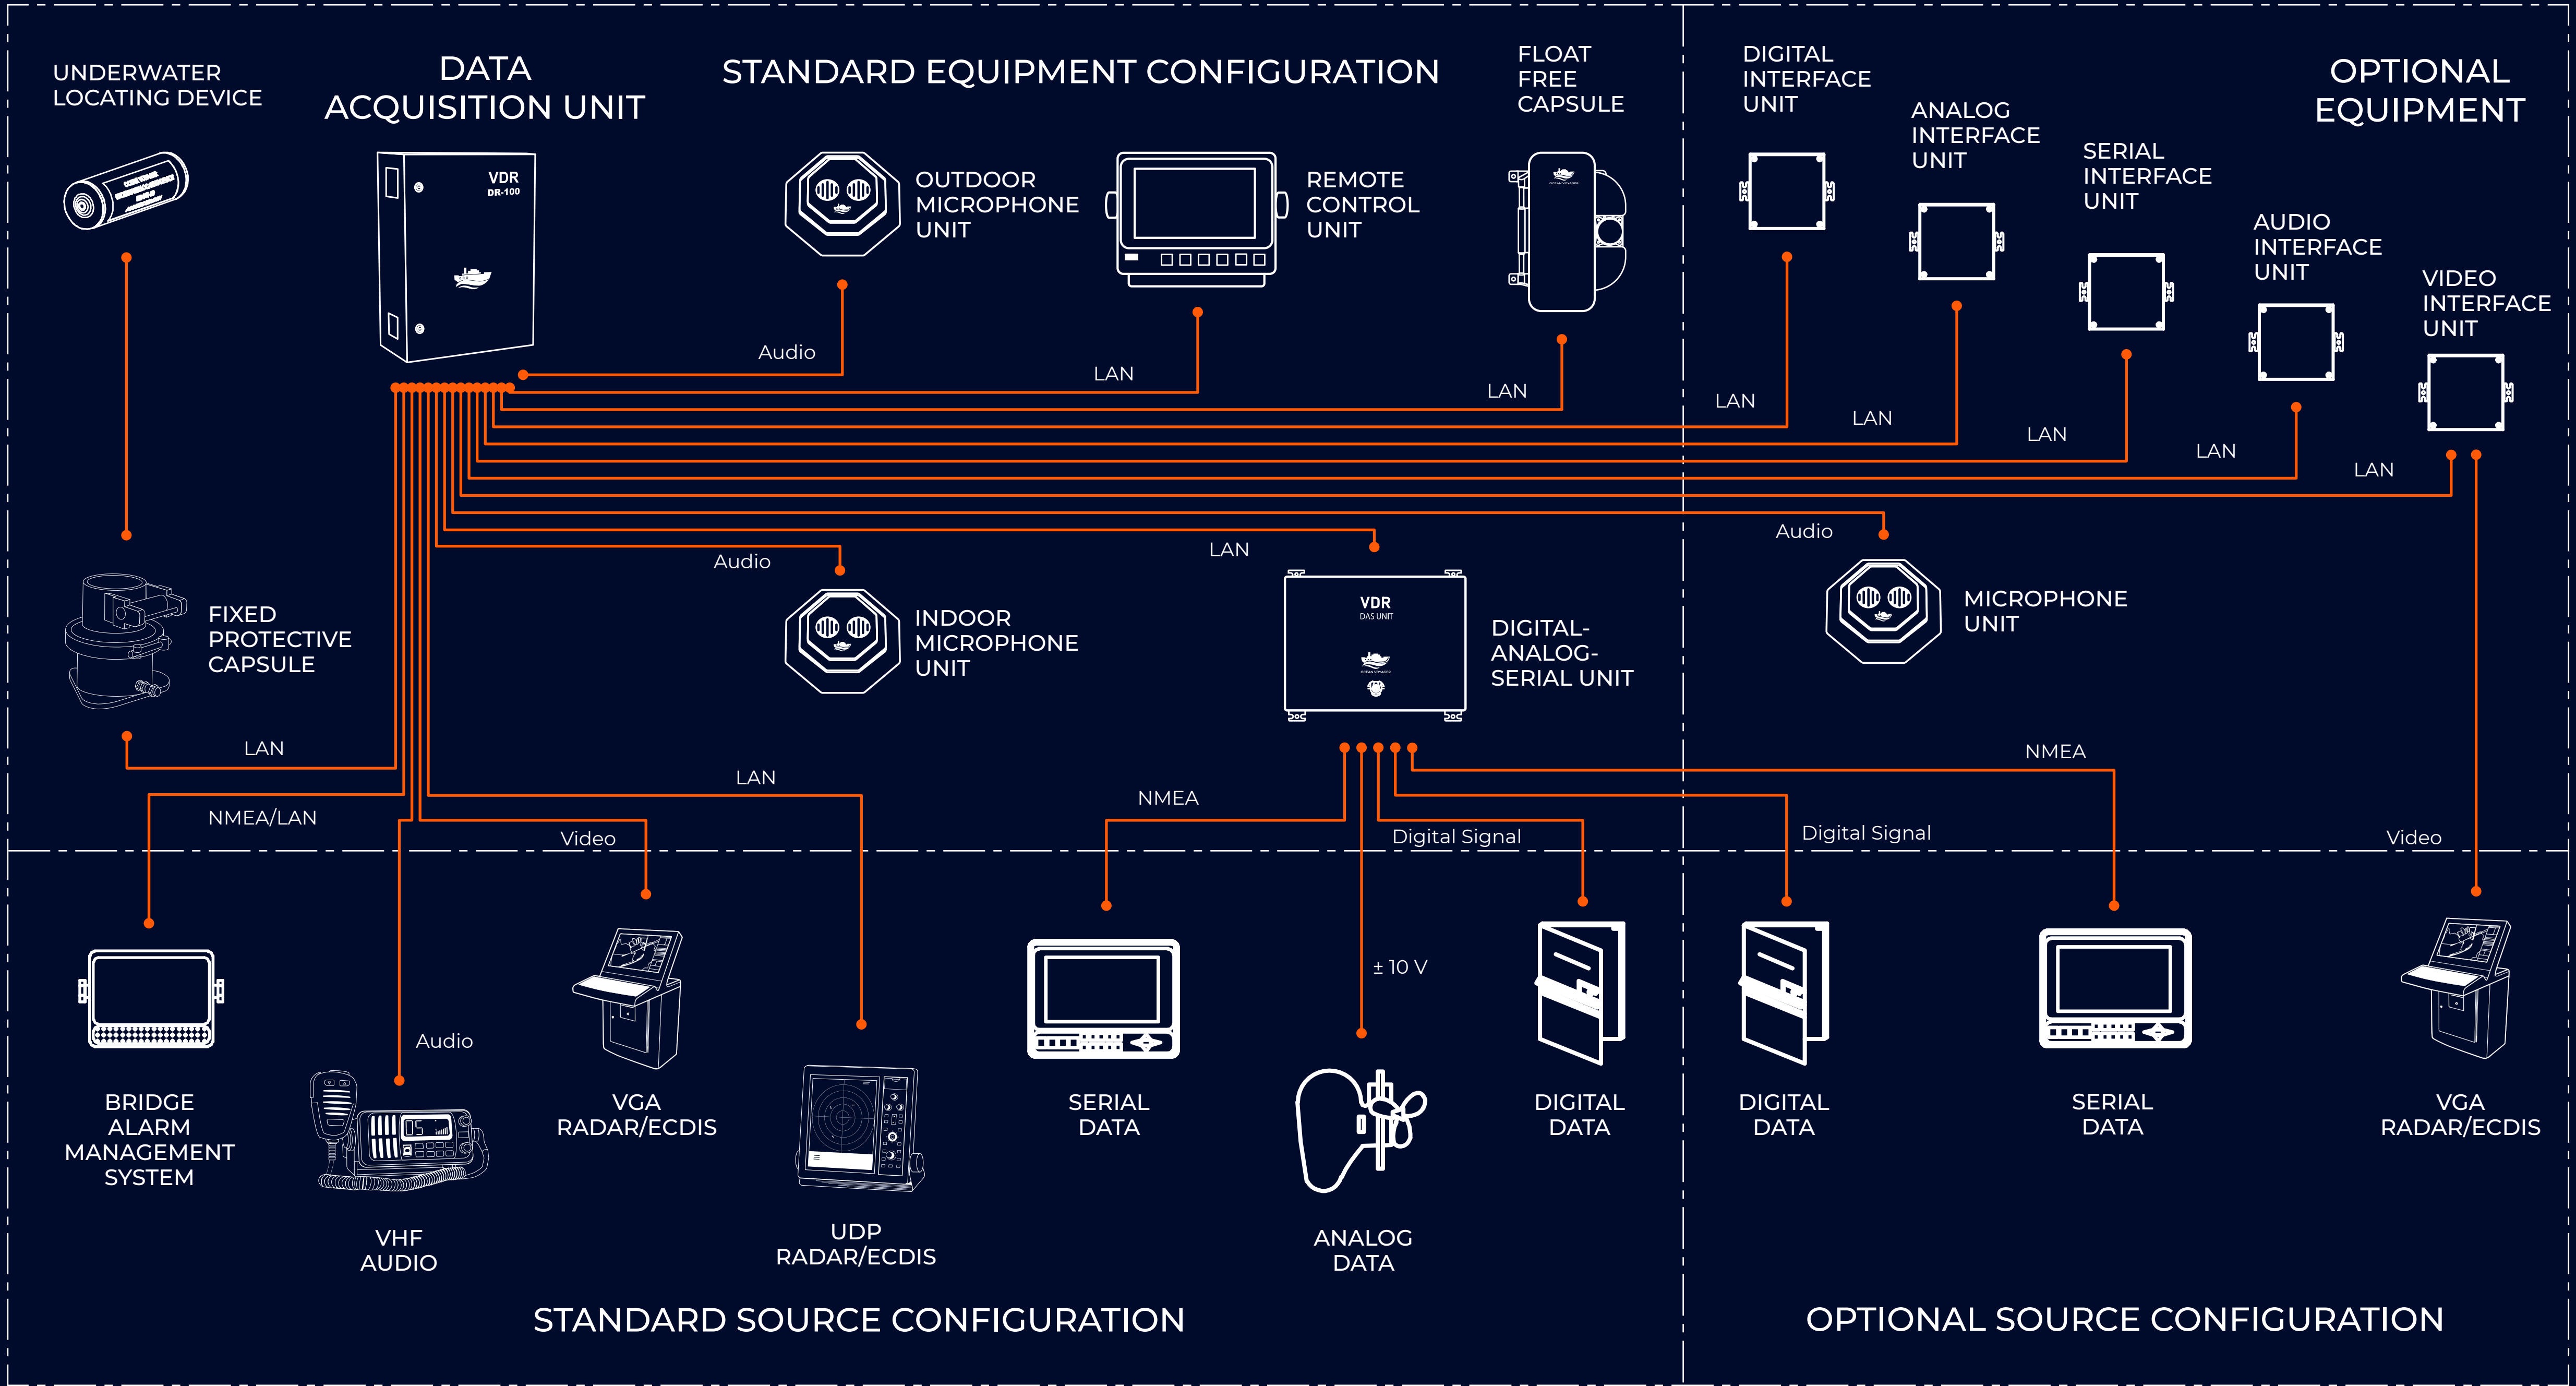 UNDERWATER
LOCATING DEVICE
DATA
ACQUISITION UNIT
STANDARD EQUIPMENT CONFIGURATION
FLOAT
FREE
CAPSULE
DIGITAL
INTERFACE
UNIT
ANALOG
INTERFACE
UNIT
SERIAL
INTERFACE
UNIT
AUDIO
INTERFACE
UNIT
VIDEO
INTERFACE
UNIT
OPTIONAL
EQUIPMENT
VDR
DR-100
OUTDOOR
MICROPHONE
UNIT
REMOTE
CONTROL
UNIT
OCEAN VOYAGER
Audio
LAN
LAN
LAN
LAN
LAN
LAN
LAN
Audio
LAN
Audio
FIXED
PROTECTIVE
CAPSULE
INDOOR
MICROPHONE
UNIT
VDR
DAS UNIT
OCEAN VOYAGER
DIGITAL-
ANALOG-
SERIAL UNIT
MICROPHONE
UNIT
LAN
NMEA/LAN
Video
LAN
NMEA
Digital Signal
Digital Signal
NMEA
Video
Audio
± 10 V
BRIDGE
ALARM
MANAGEMENT
SYSTEM
05
VHF
AUDIO
VGA
RADAR/ECDIS
UDP
RADAR/ECDIS
SERIAL
DATA
ANALOG
DATA
DIGITAL
DATA
DIGITAL
DATA
SERIAL
DATA
VGA
RADAR/ECDIS
STANDARD SOURCE CONFIGURATION
OPTIONAL SOURCE CONFIGURATION